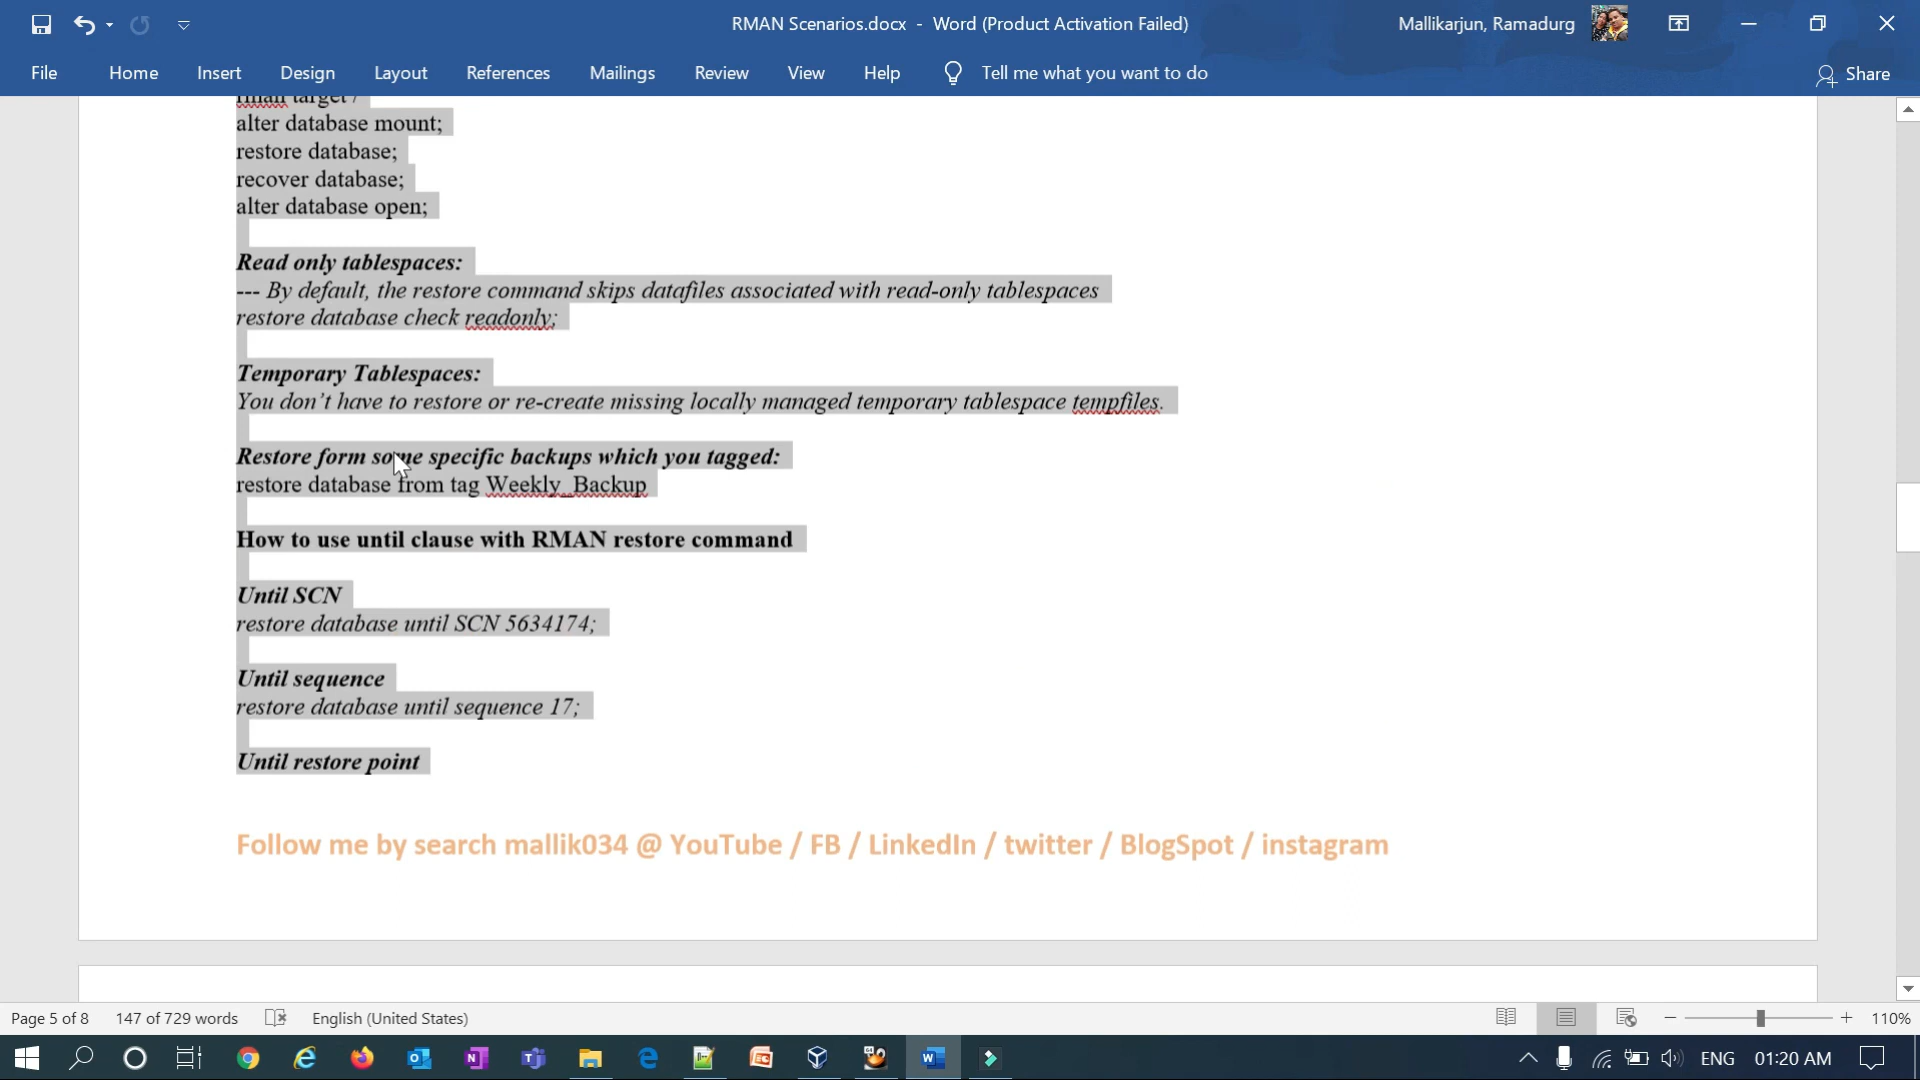 RMAN Scenarios.docx - Word (Product Activation Failed)
Mallikarjun, Ramadurg
File Home Insert Design Layout References Mailings Review View Help Tell me what you want to do
Share
rman target /
alter database mount;
restore database;
recover database;
alter database open;
Read only tablespaces:
--- By default, the restore command skips datafiles associated with read-only tablespaces
restore database check readonly;
Temporary Tablespaces:
You don’t have to restore or re-create missing locally managed temporary tablespace tempfiles.
Restore form some specific backups which you tagged:
restore database from tag Weekly_Backup
How to use until clause with RMAN restore command
Until SCN
restore database until SCN 5634174;
Until sequence
restore database until sequence 17;
Until restore point
Follow me by search mallik034 @ YouTube / FB / LinkedIn / twitter / BlogSpot / instagram
Page 5 of 8 147 of 729 words English (United States) 110%
ENG 01:20 AM